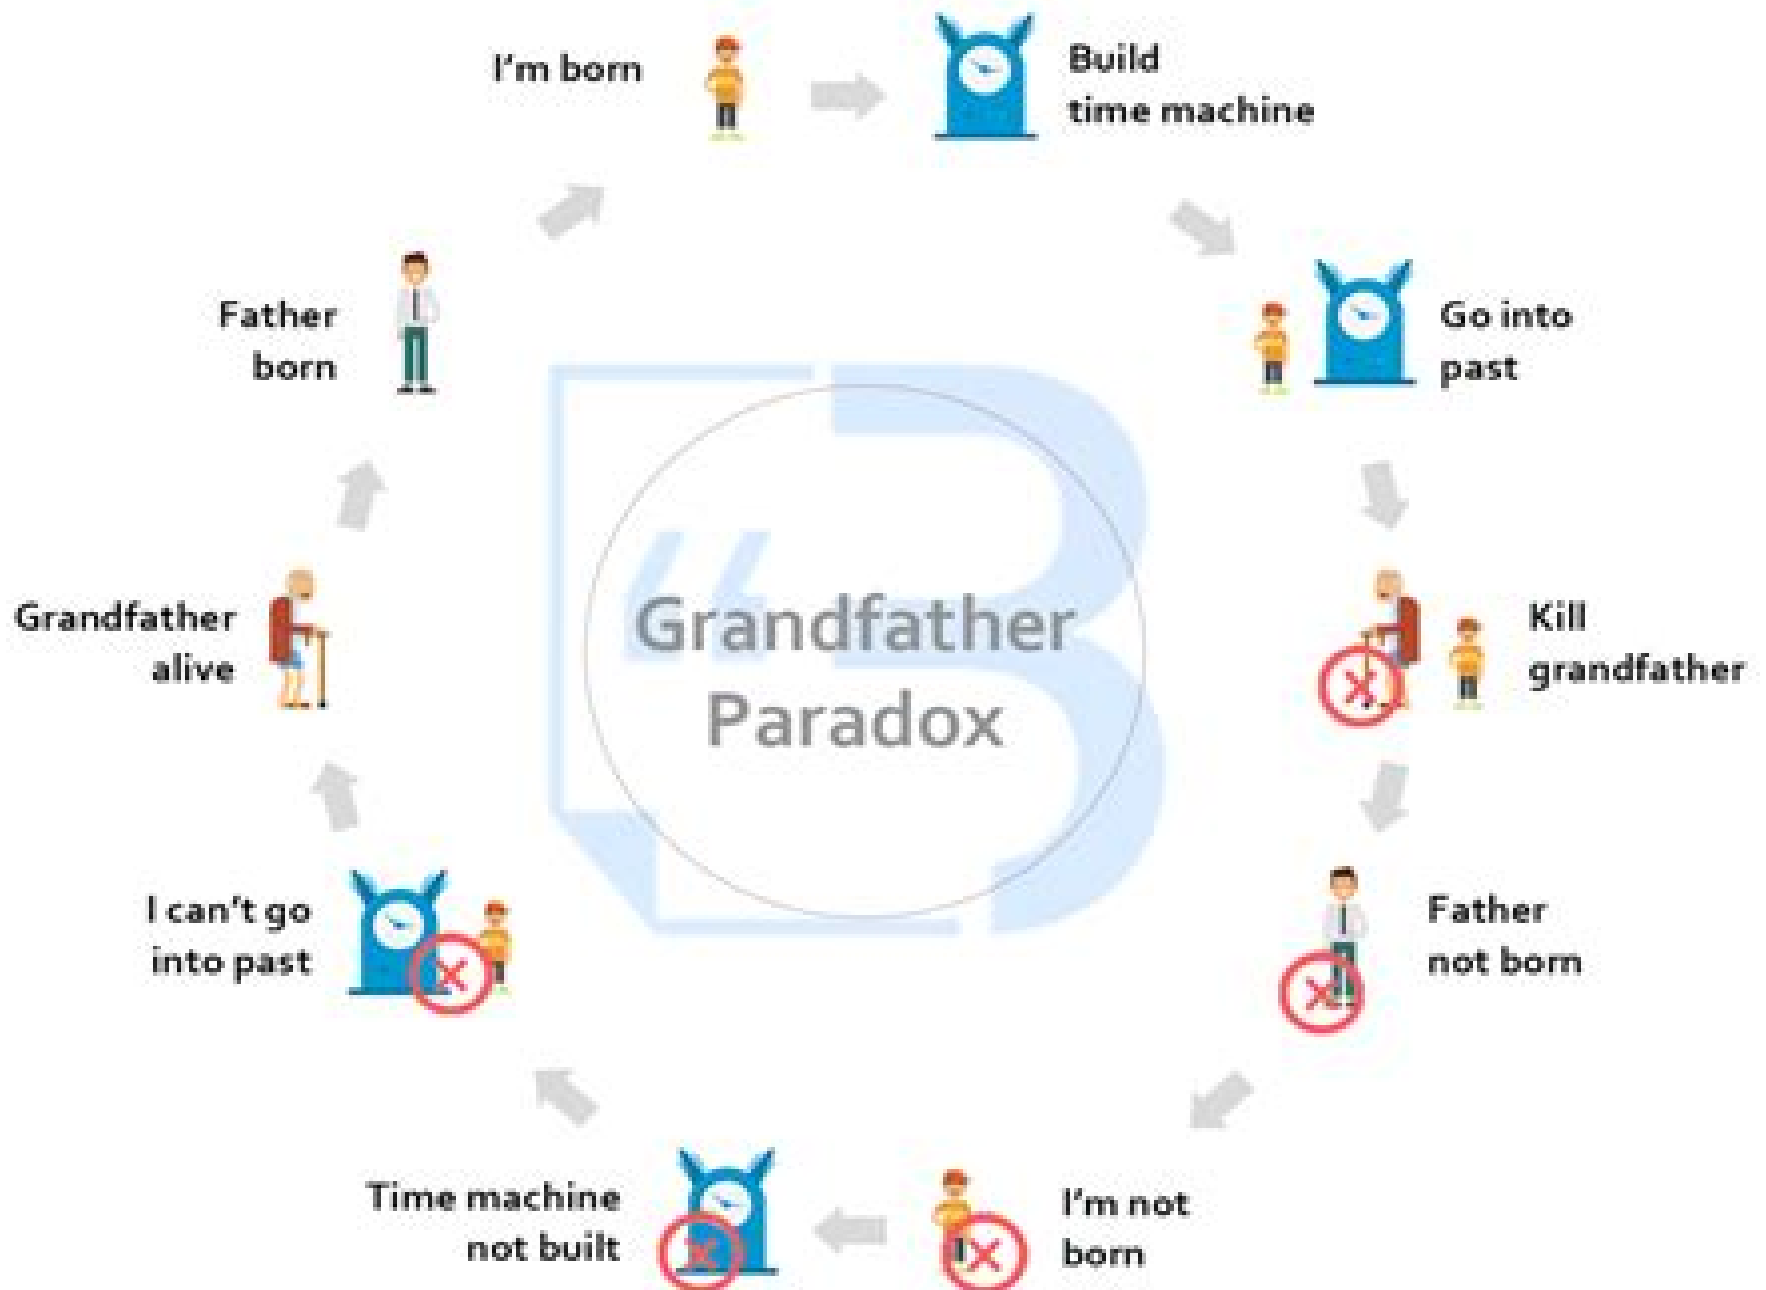 I'm born
Build
time machine
Go into
past
Kill
grandfather
Father
not born
I'm not
born
Time machine
not built
I can't go
into past
Grandfather
alive
Father
born
Grandfather
Paradox